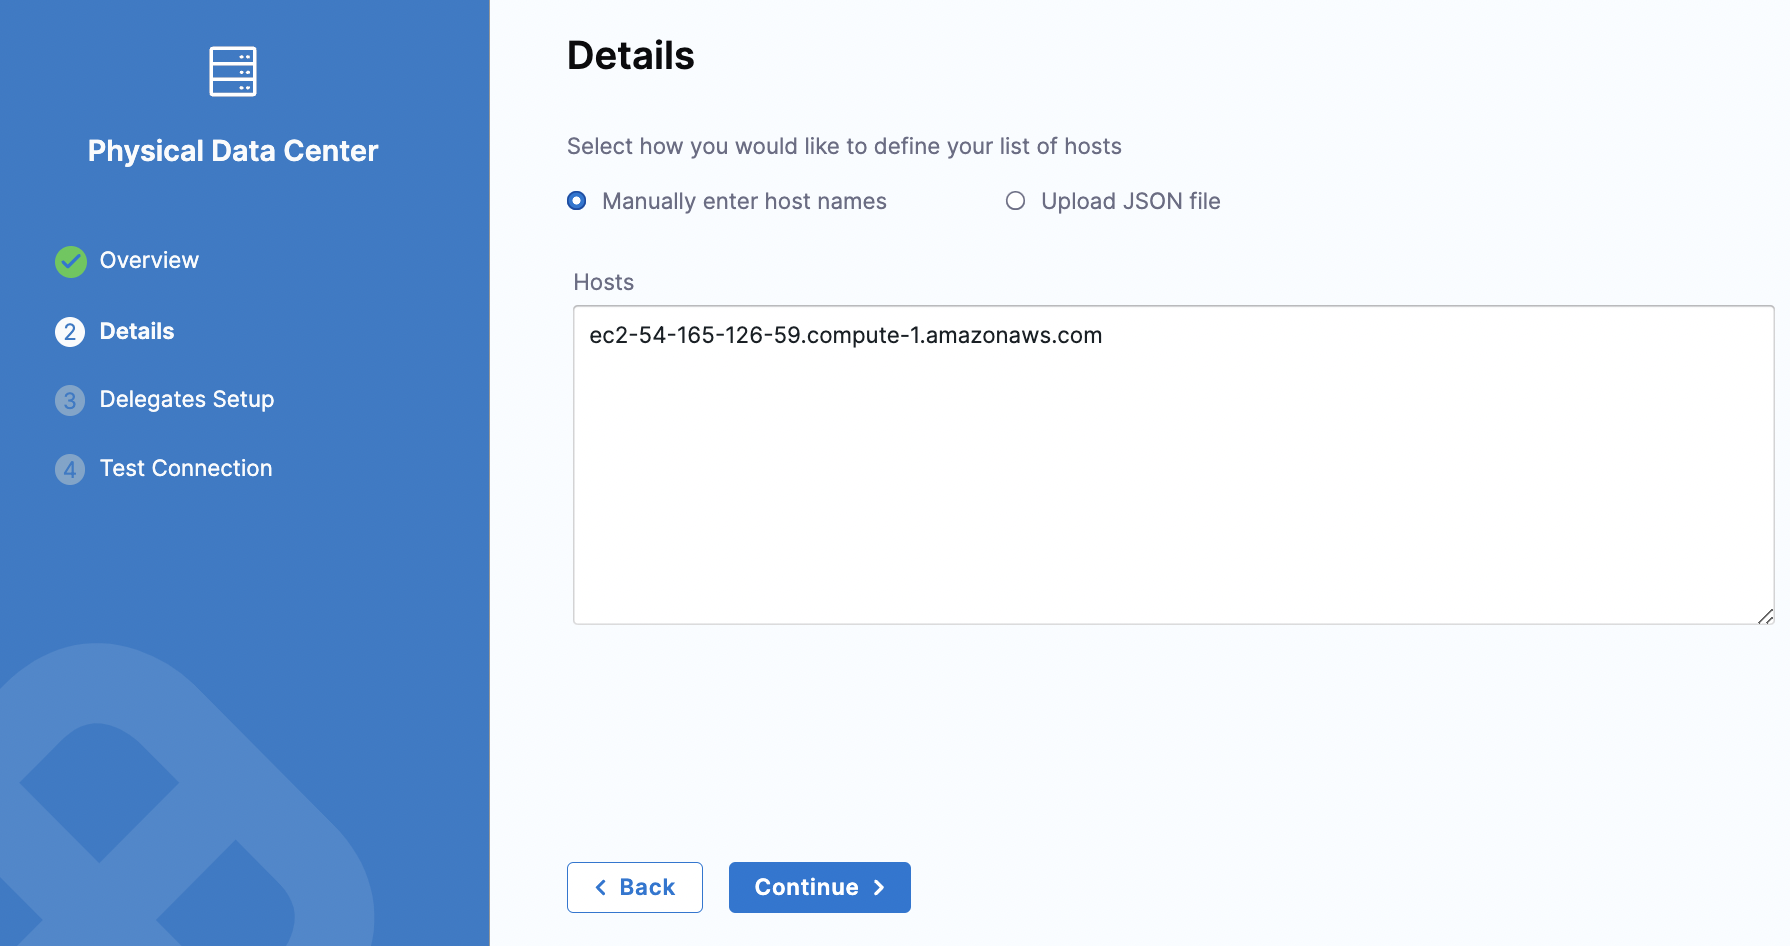 Physical Data Center
Overview
2 Details
3 Delegates Setup
4 Test Connection
Details
Select how you would like to define your list of hosts
Manually enter host names
Upload JSON file
Hosts
ec2-54-165-126-59.compute-1.amazonaws.com
Back
Continue